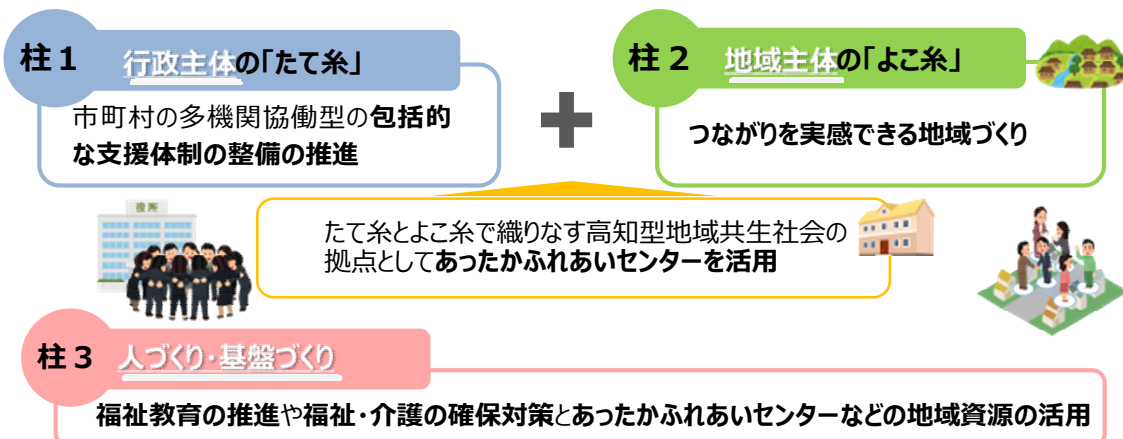 柱1 行政主体の「たて糸」
市町村の多機関協働型の包括的
な支援体制の整備の推進
柱2 地域主体の「よこ糸」
つながりを実感できる地域づくり
役所
たて糸とよこ糸で織りなす高知型地域共生社会の
拠点としてあったかふれあいセンターを活用
柱3 人づくり・基盤づくり
福祉教育の推進や福祉・介護の確保対策とあったかふれあいセンターなどの地域資源の活用